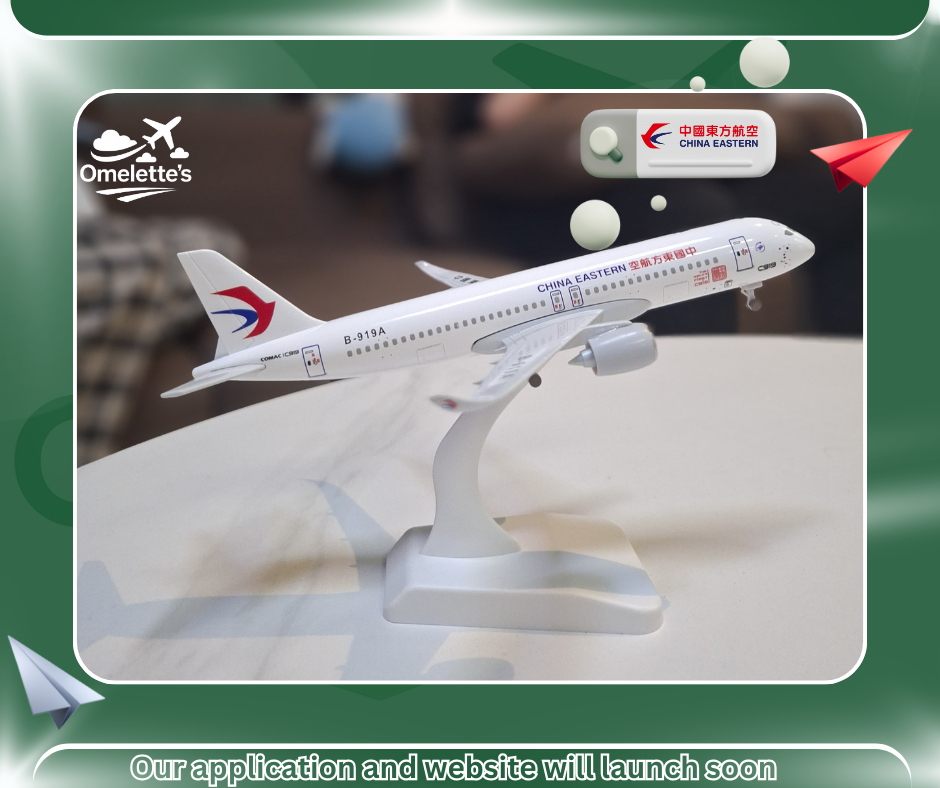 Omelette's
中國東方航空
CHINA EASTERN
CHINA EASTERN 空航方東國中
C919
B-919A
COMAC C919
Our application and website will launch soon